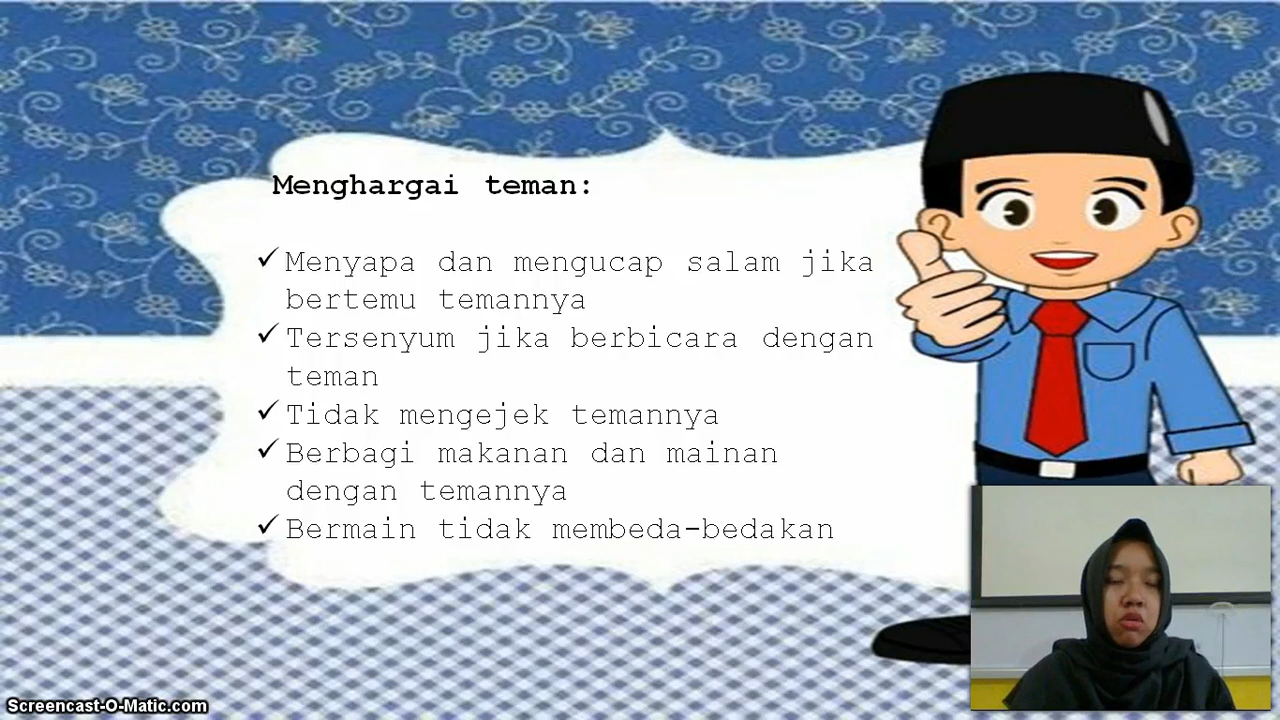 Menghargai teman:
✓Menyapa dan mengucap salam jika
bertemu temannya
✓Tersenyum jika berbicara dengan
teman
✓Tidak mengejek temannya
✓Berbagi makanan dan mainan
dengan temannya
✓Bermain tidak membeda-bedakan
Screencast-O-Matic.com